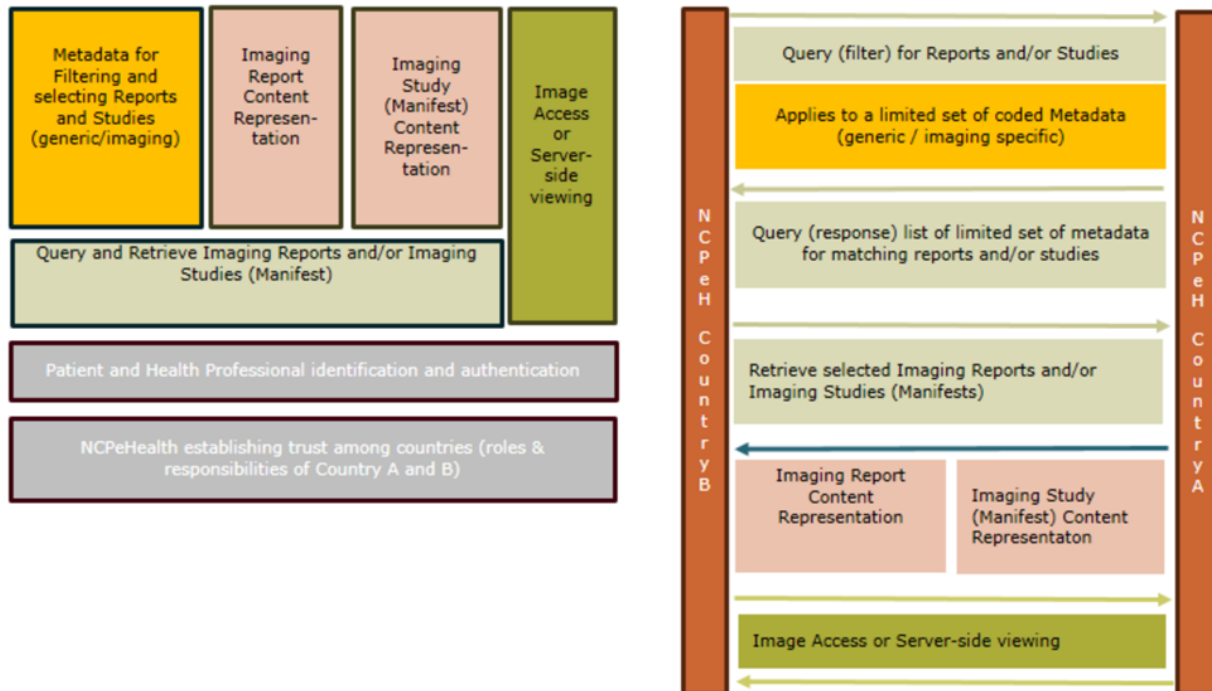 Metadata for
Filtering and
selecting Reports
and Studies
(generic/imaging)
Imaging
Report
Content
Represen-
tation
Imaging
Study
(Manifest)
Content
Represen-
tation
Image
Access
or
Server-
side
viewing
Query and Retrieve Imaging Reports and/or Imaging
Studies (Manifest)
Patient and Health Professional identification and authentication
NCPeHealth establishing trust among countries (roles &
responsibilities of Country A and B)
NCPeH CountryB
Query (filter) for Reports and/or Studies
Applies to a limited set of coded Metadata
(generic / imaging specific)
Query (response) list of limited set of metadata
for matching reports and/or studies
Retrieve selected Imaging Reports and/or
Imaging Studies (Manifests)
Imaging Report
Content
Representation
Imaging Study
(Manifest) Content
Representaton
Image Access or Server-side viewing
NCPeH CountryA